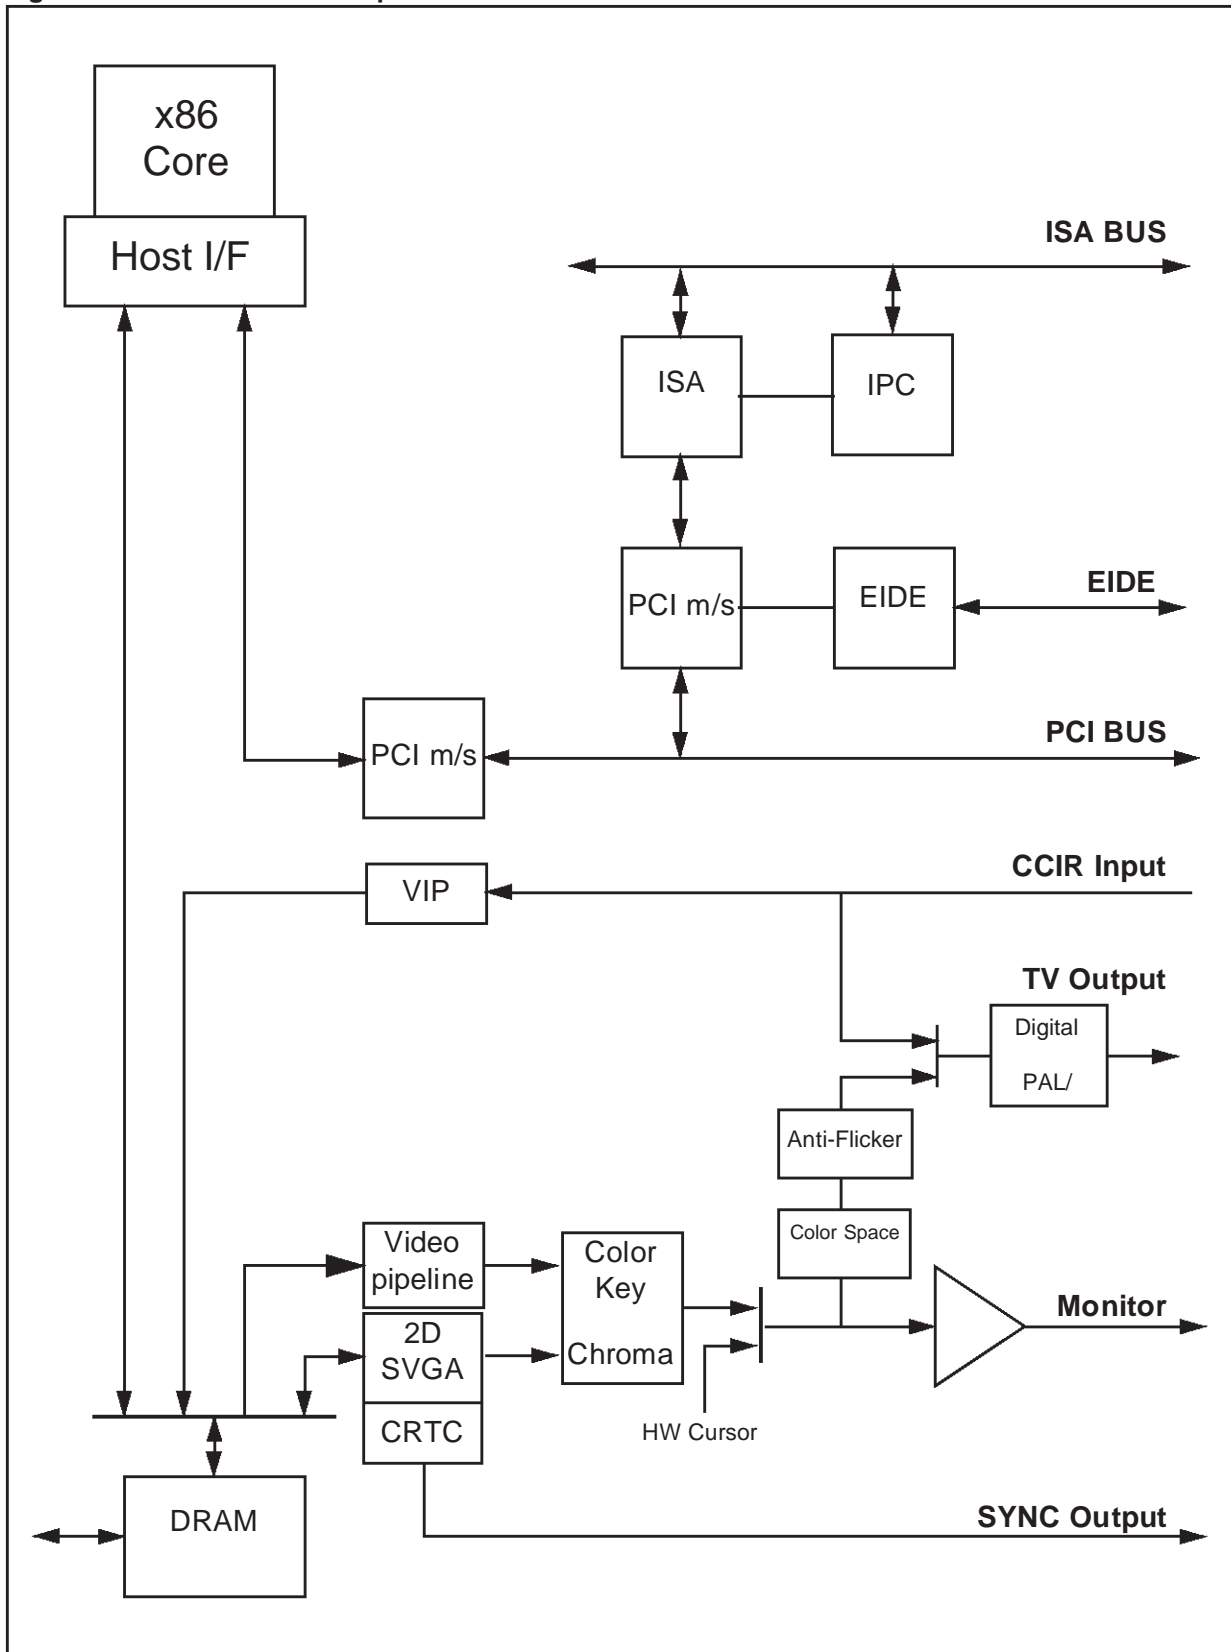 x86
Core
Host I/F
ISA BUS
ISA
IPC
PCI m/s
EIDE
EIDE
PCI m/s
PCI BUS
VIP
CCIR Input
TV Output
Digital
PAL/
Anti-Flicker
Color Space
Video
pipeline
Color
Key
Chroma
2D
SVGA
CRTC
Monitor
HW Cursor
DRAM
SYNC Output